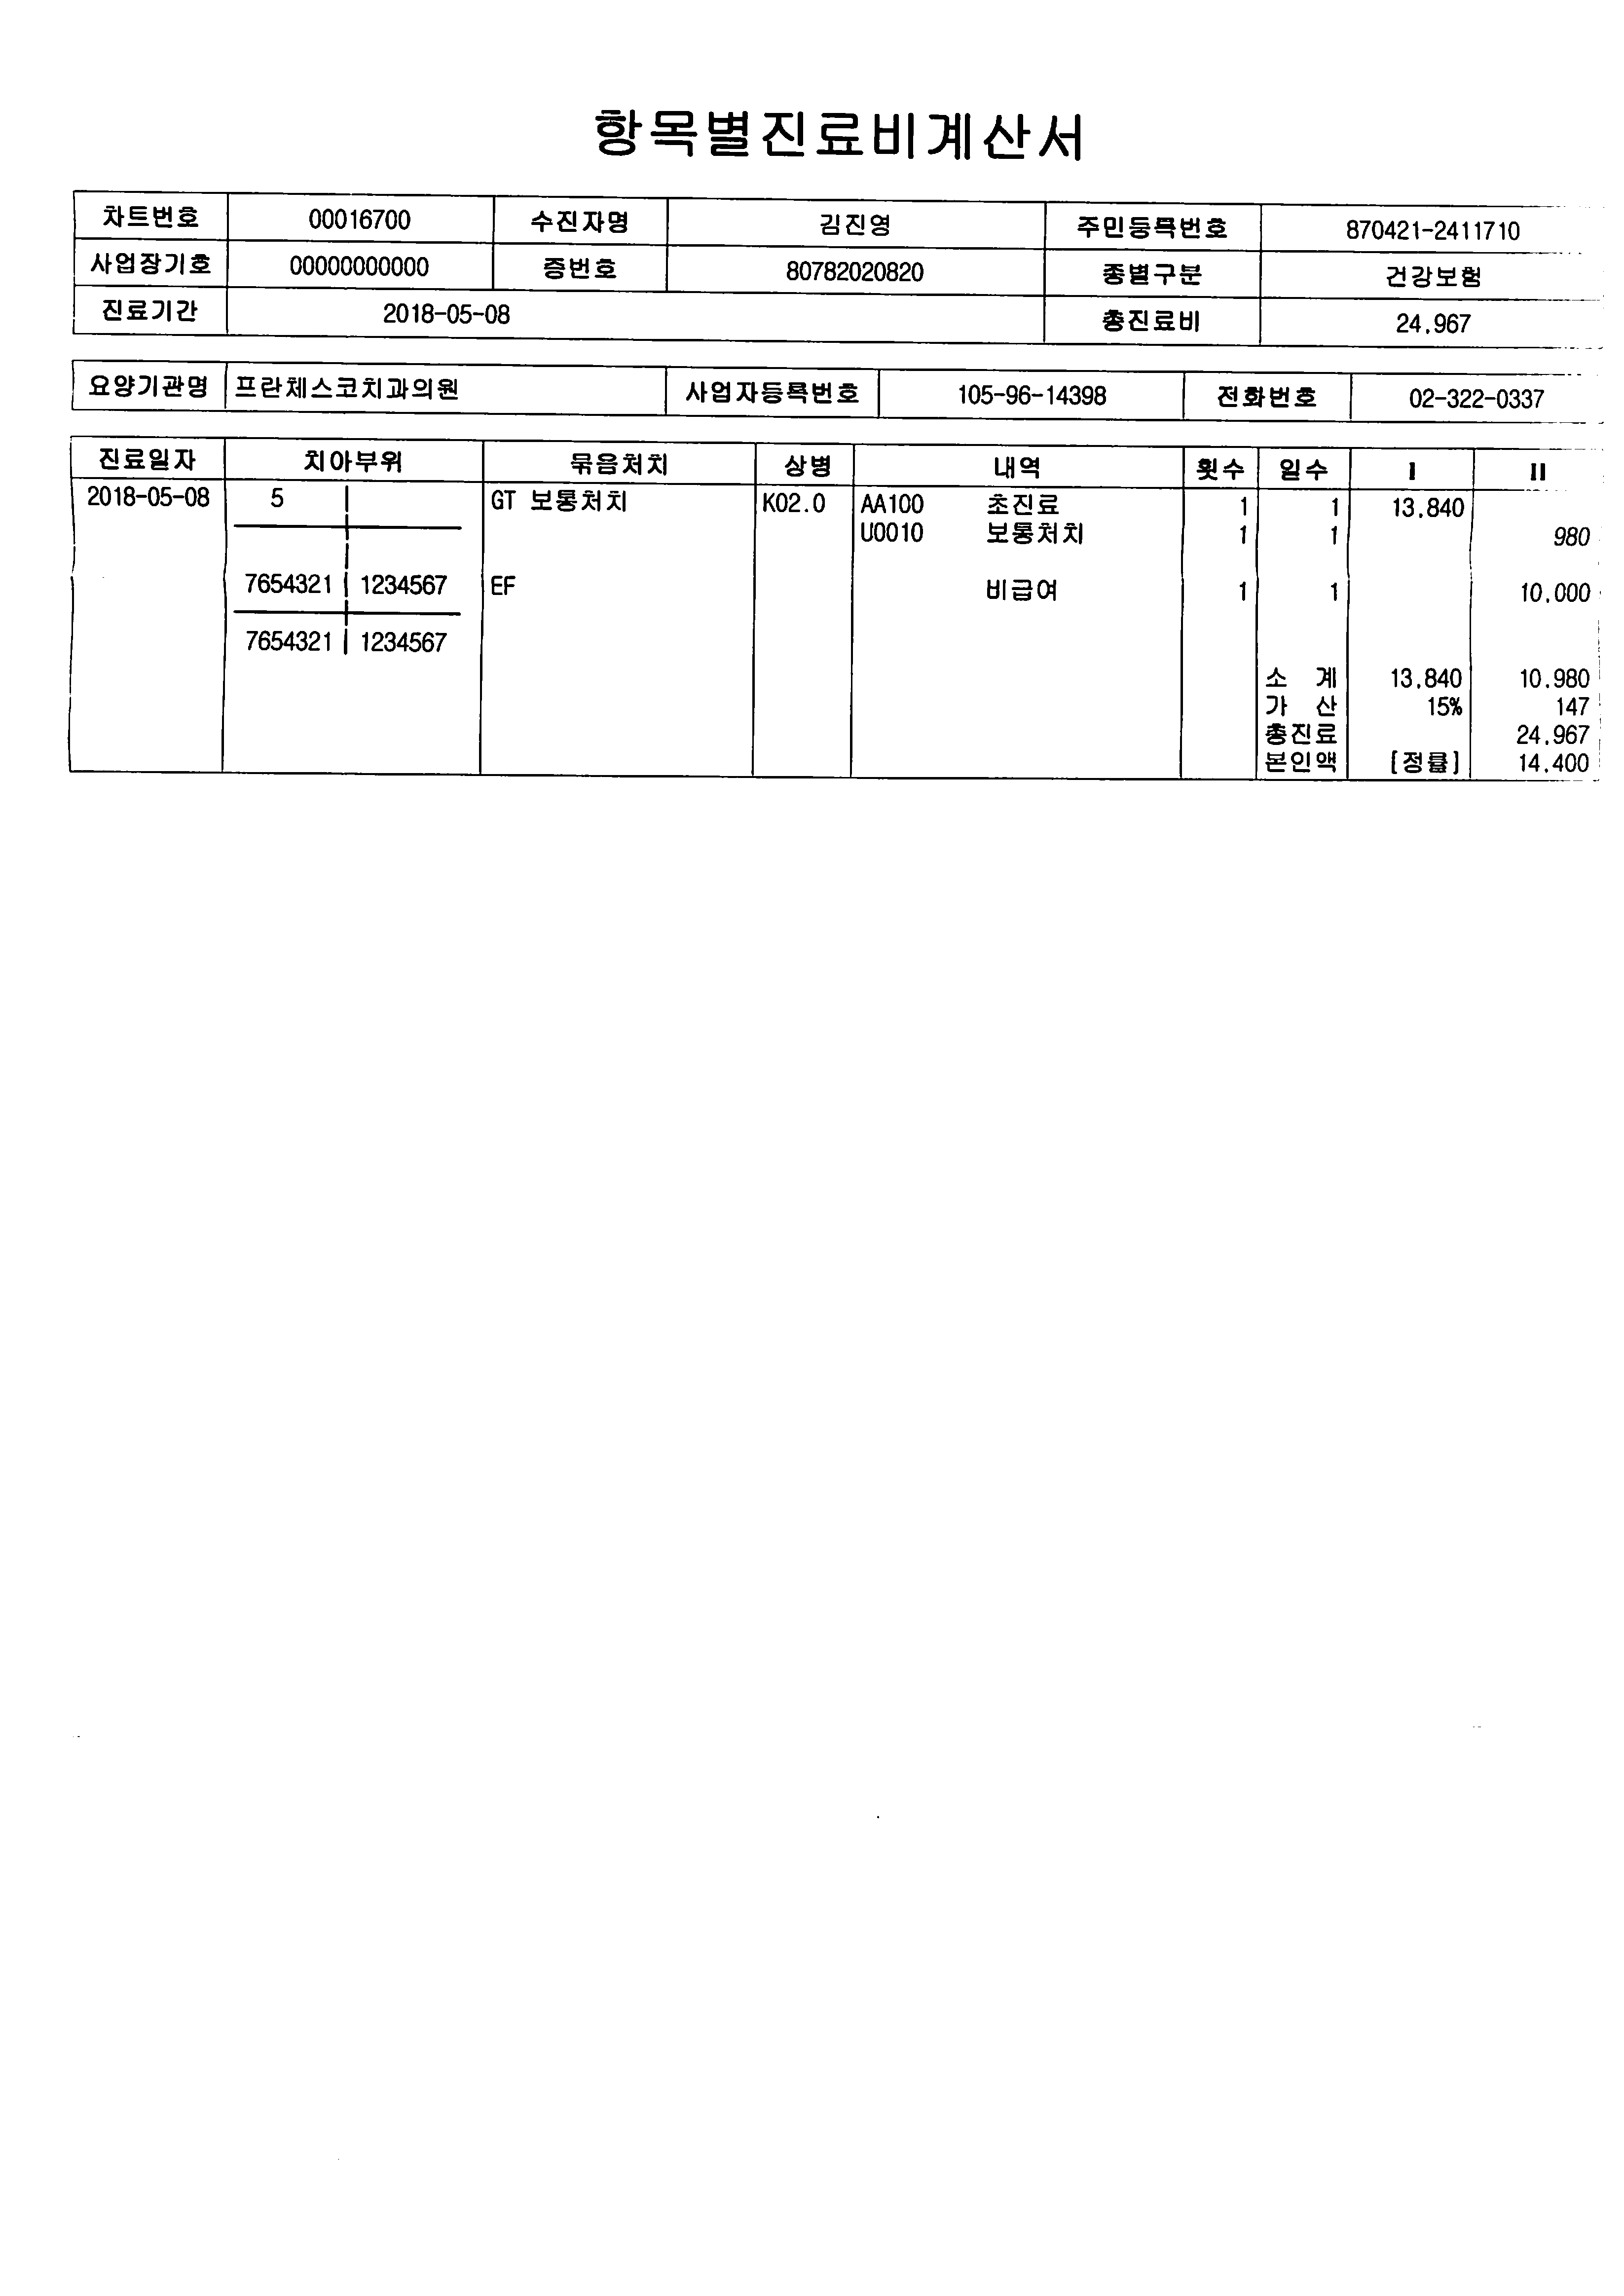 항목별진료비계산서
차트번호 00016700 수진자명 김진영 주민등록번호 870421-2411710
사업장기호 00000000000 증번호 80782020820 종별구분 건강보험
진료기간 2018-05-08 총진료비 24,967
요양기관명 프란체스코치과의원 사업자등록번호 105-96-14398 전화번호 02-322-0337
진료일자 치아부위 묶음처치 상병 내역 횟수 일수 I II
2018-05-08 5 GT 보통처치 K02.0 AA100 초진료 1 1 13,840
U0010 보통처치 1 1 980
7654321 1234567 EF 비급여 1 1 10,000
7654321 1234567
소 계 13,840 10,980
가 산 15% 147
총진료 24,967
본인액 [정률] 14,400